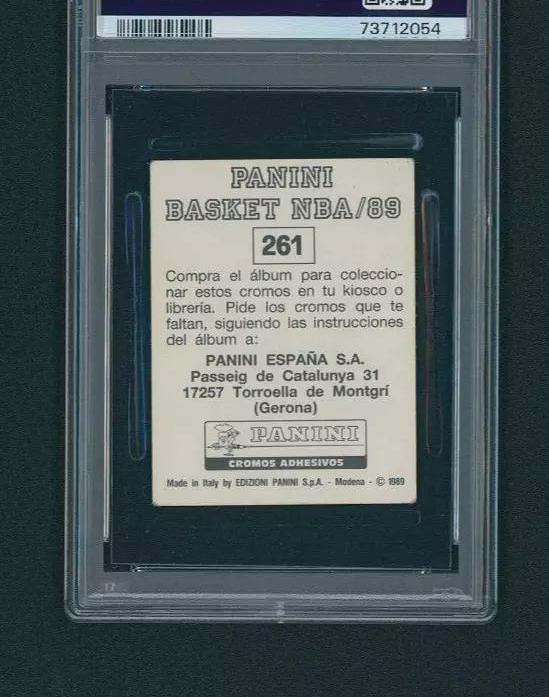 73712054
PANINI
BASKET NBA/89
261
Compra el álbum para coleccio-
nar estos cromos en tu kiosco o
librería. Pide los cromos que te
faltan, siguiendo las instrucciones
del álbum a:
PANINI ESPAÑA S.A.
Passeig de Catalunya 31
17257 Torroella de Montgrí
(Gerona)
PANINI
CROMOS ADHESIVOS
Made in Italy by EDIZIONI PANINI S.p.A. - Modena - © 1989
17